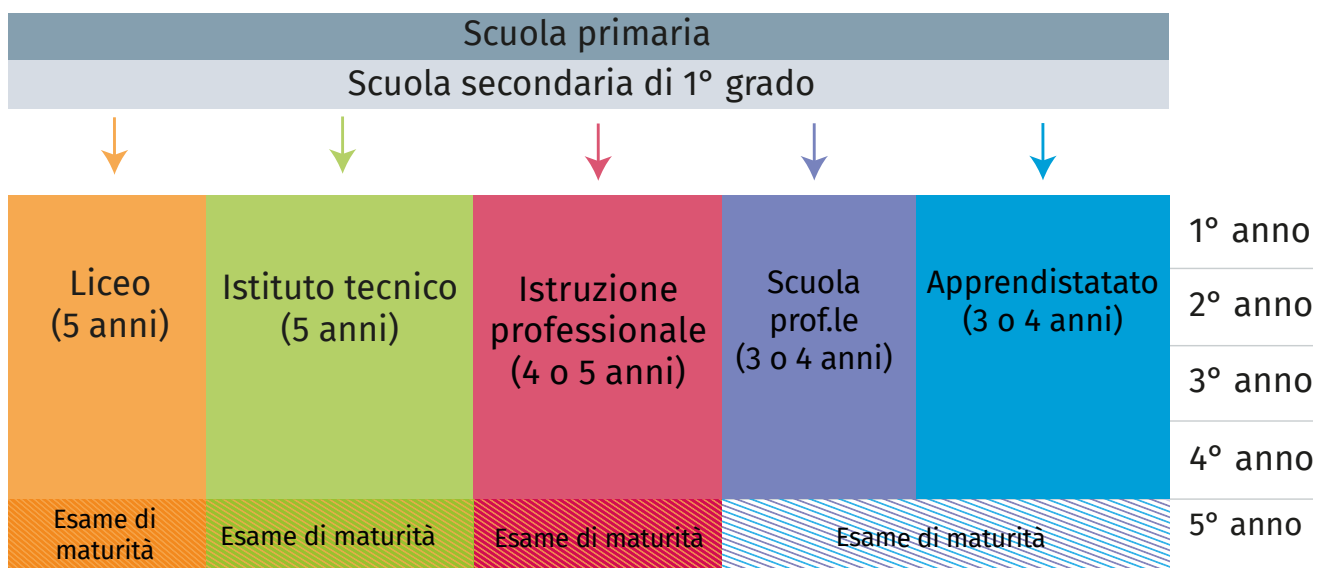 Scuola primaria
Scuola secondaria di 1° grado
Liceo
(5 anni)
Istituto tecnico
(5 anni)
Istruzione
professionale
(4 o 5 anni)
Scuola
prof.le
(3 o 4 anni)
Apprendistatato
(3 o 4 anni)
1° anno
2° anno
3° anno
4° anno
5° anno
Esame di
maturità
Esame di maturità
Esame di maturità
Esame di maturità